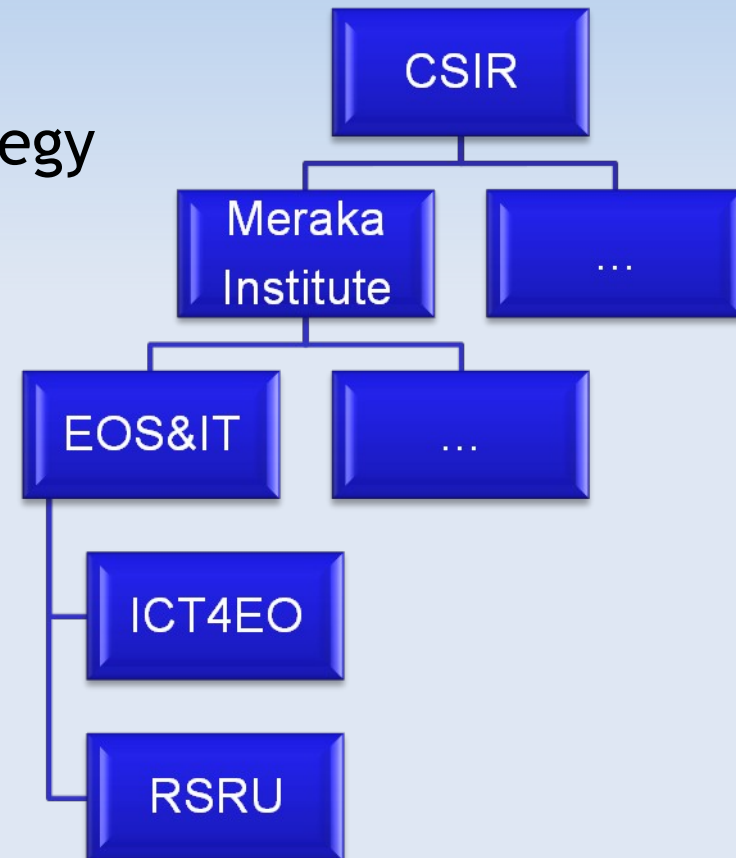 CSIR
egy
Meraka
Institute
...
EOS&IT
...
ICT4EO
RSRU